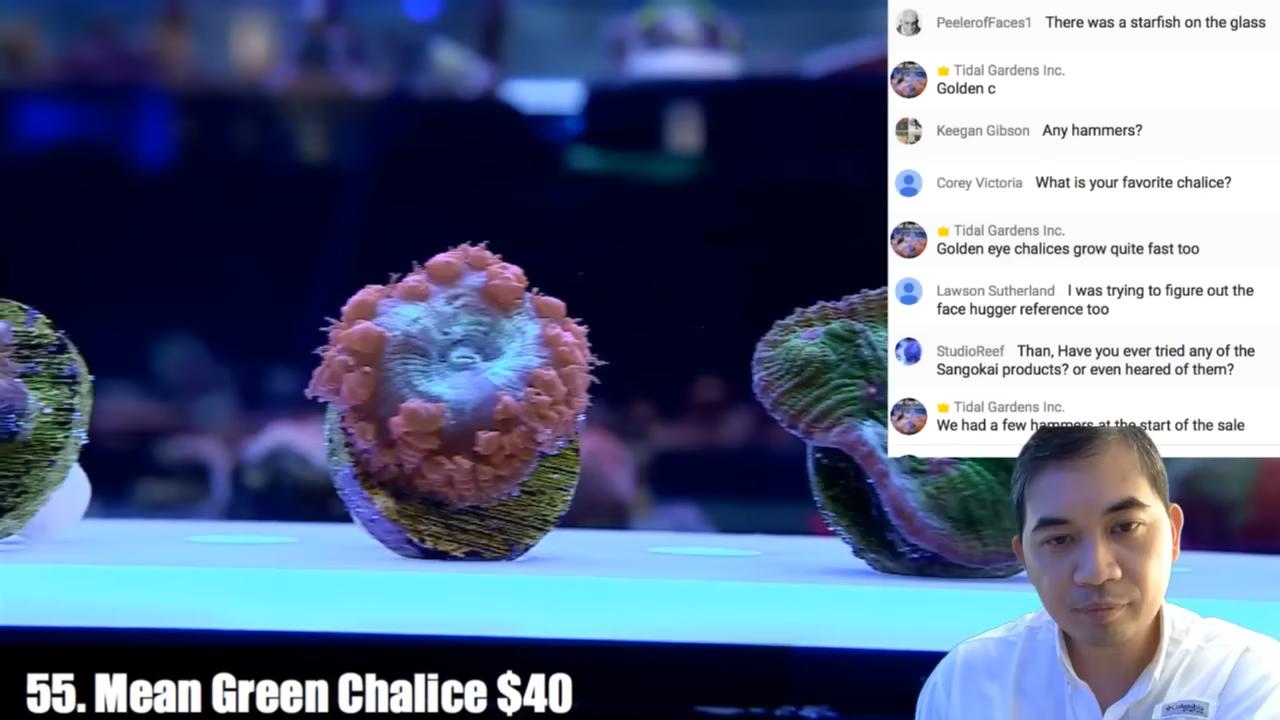 PeelerofFaces1 There was a starfish on the glass
Tidal Gardens Inc.
Golden c
Keegan Gibson Any hammers?
Corey Victoria What is your favorite chalice?
Tidal Gardens Inc.
Golden eye chalices grow quite fast too
Lawson Sutherland I was trying to figure out the
face hugger reference too
StudioReef Than, Have you ever tried any of the
Sangokai products? or even heared of them?
Tidal Gardens Inc.
We had a few hammers at the start of the sale
55. Mean Green Chalice $40
Columbia